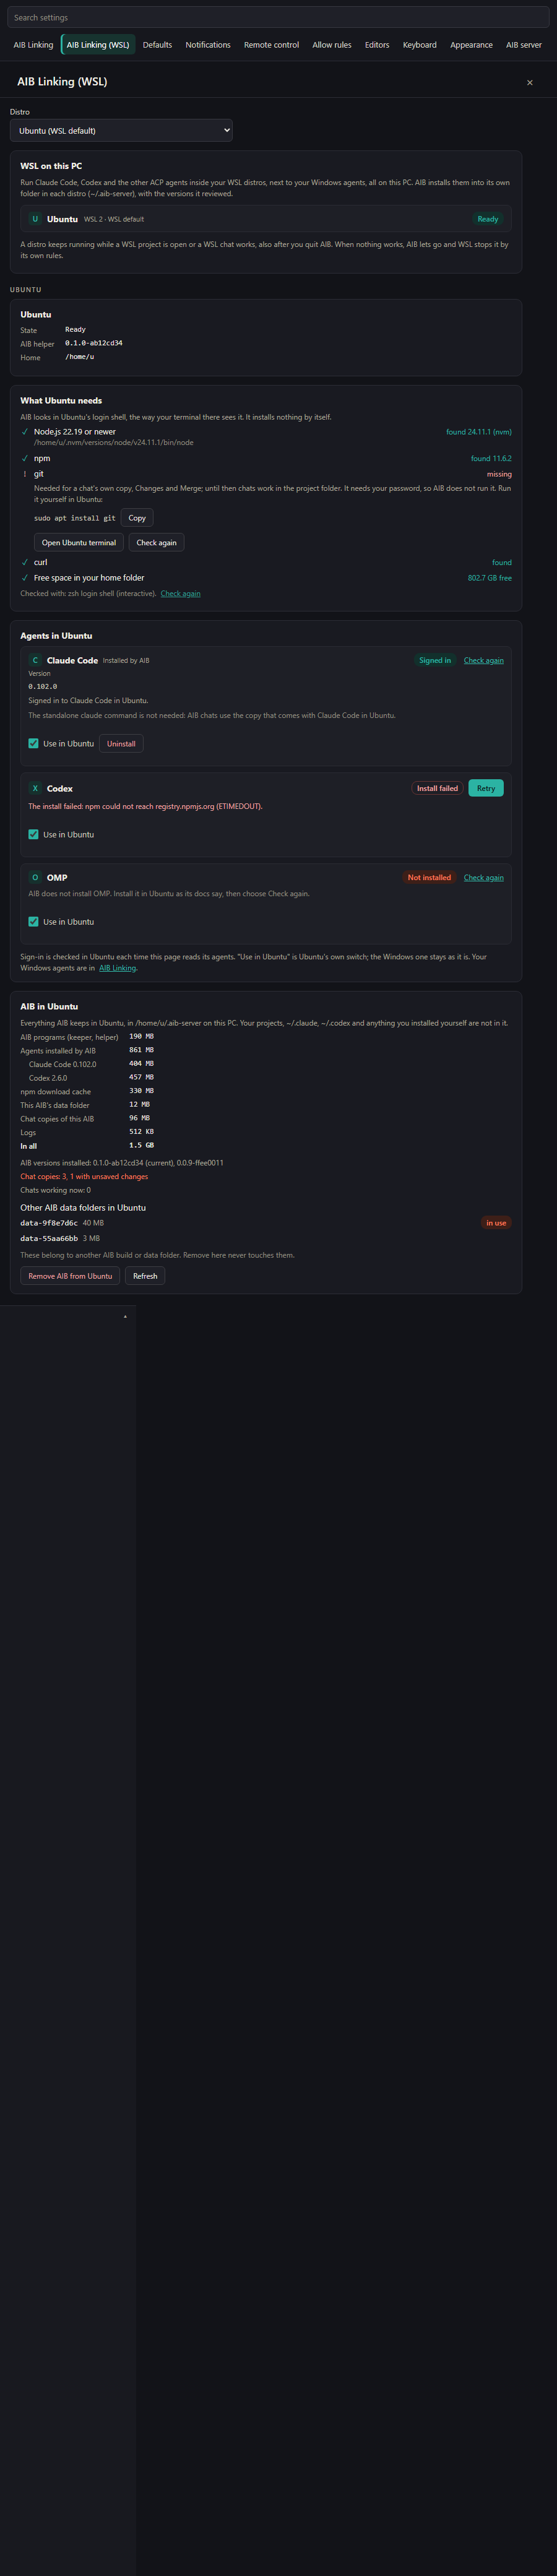 Search settings
AIB Linking
AIB Linking (WSL)
Defaults
Notifications
Remote control
Allow rules
Editors
Keyboard
Appearance
AIB server
AIB Linking (WSL)
×
Distro
Ubuntu (WSL default)
WSL on this PC
Run Claude Code, Codex and the other ACP agents inside your WSL distros, next to your Windows agents, all on this PC. AIB installs them into its own
folder in each distro (~/.aib-server), with the versions it reviewed.
U Ubuntu WSL 2 · WSL default Ready
A distro keeps running while a WSL project is open or a WSL chat works, also after you quit AIB. When nothing works, AIB lets go and WSL stops it by
its own rules.
UBUNTU
Ubuntu
State Ready
AIB helper 0.1.0-ab12cd34
Home /home/u
What Ubuntu needs
AIB looks in Ubuntu's login shell, the way your terminal there sees it. It installs nothing by itself.
✓ Node.js 22.19 or newer found 24.11.1 (nvm)
/home/u/.nvm/versions/node/v24.11.1/bin/node
✓ npm found 11.6.2
! git missing
Needed for a chat's own copy, Changes and Merge; until then chats work in the project folder. It needs your password, so AIB does not run it. Run
it yourself in Ubuntu:
sudo apt install git Copy
Open Ubuntu terminal Check again
✓ curl found
✓ Free space in your home folder 802.7 GB free
Checked with: zsh login shell (interactive). Check again
Agents in Ubuntu
C Claude Code Installed by AIB Signed in Check again
Version
0.102.0
Signed in to Claude Code in Ubuntu.
The standalone claude command is not needed: AIB chats use the copy that comes with Claude Code in Ubuntu.
Use in Ubuntu Uninstall
X Codex Install failed Retry
The install failed: npm could not reach registry.npmjs.org (ETIMEDOUT).
Use in Ubuntu
O OMP Not installed Check again
AIB does not install OMP. Install it in Ubuntu as its docs say, then choose Check again.
Use in Ubuntu
Sign-in is checked in Ubuntu each time this page reads its agents. "Use in Ubuntu" is Ubuntu's own switch; the Windows one stays as it is. Your
Windows agents are in AIB Linking.
AIB in Ubuntu
Everything AIB keeps in Ubuntu, in /home/u/.aib-server on this PC. Your projects, ~/.claude, ~/.codex and anything you installed yourself are not in it.
AIB programs (keeper, helper) 190 MB
Agents installed by AIB 861 MB
Claude Code 0.102.0 404 MB
Codex 2.6.0 457 MB
npm download cache 330 MB
This AIB's data folder 12 MB
Chat copies of this AIB 96 MB
Logs 512 KB
In all 1.5 GB
AIB versions installed: 0.1.0-ab12cd34 (current), 0.0.9-ffee0011
Chat copies: 3, 1 with unsaved changes
Chats working now: 0
Other AIB data folders in Ubuntu
data-9f8e7d6c 40 MB in use
data-55aa66bb 3 MB
These belong to another AIB build or data folder. Remove here never touches them.
Remove AIB from Ubuntu Refresh